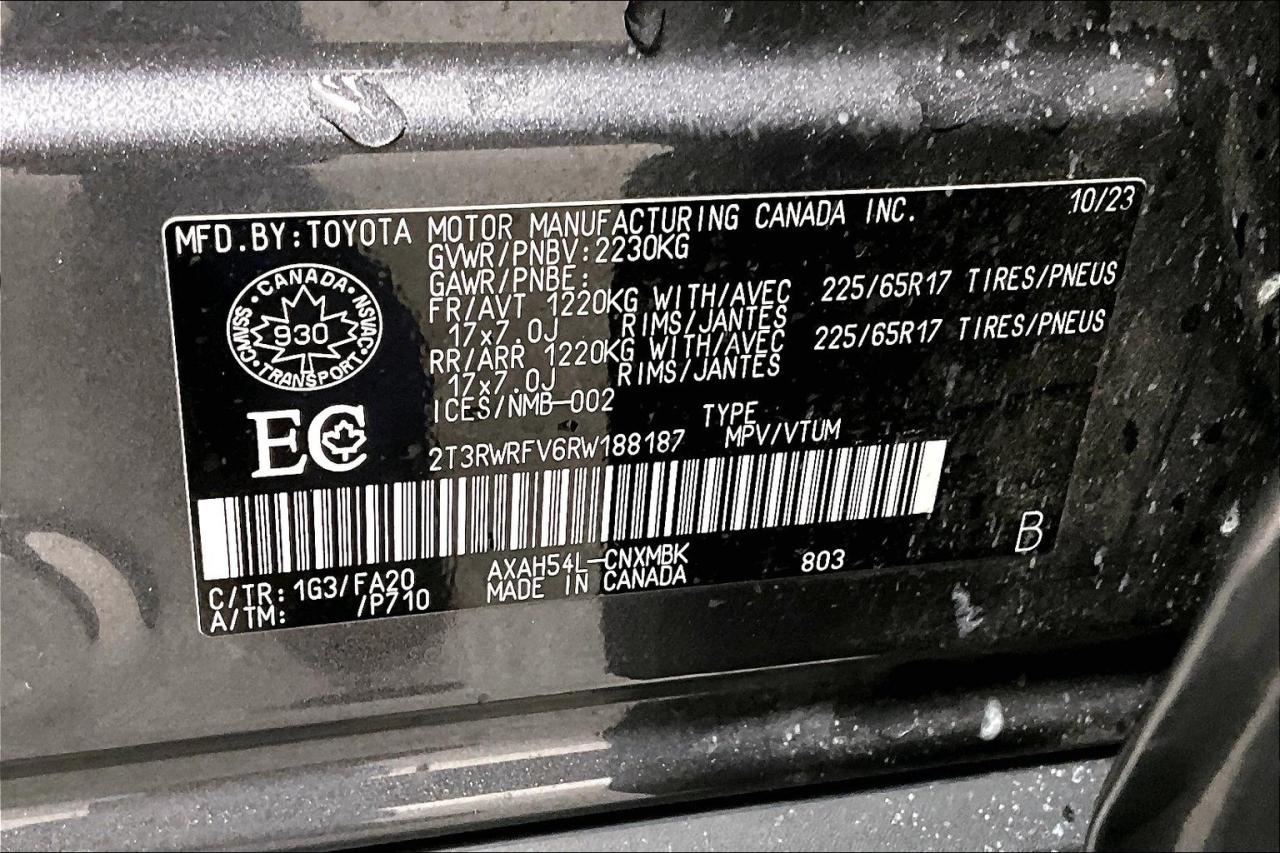 MFD.BY:TOYOTA MOTOR MANUFACTURING CANADA INC. 10/23
GVWR/PNBV:2230KG
GAWR/PNBE:
FR/AVT 1220KG WITH/AVEC 225/65R17 TIRES/PNEUS
17x7.0J RIMS/JANTES
RR/ARR 1220KG WITH/AVEC 225/65R17 TIRES/PNEUS
17x7.0J RIMS/JANTES
ICES/NMB-002
CANADA
CMVSS NSVAC
930
TRANSPORT
EC
TYPE
2T3RWRFV6RW188187 MPV/VTUM
B
C/TR: 1G3/FA20 AXAH54L-CNXMBK 803
A/TM: /P710 MADE IN CANADA